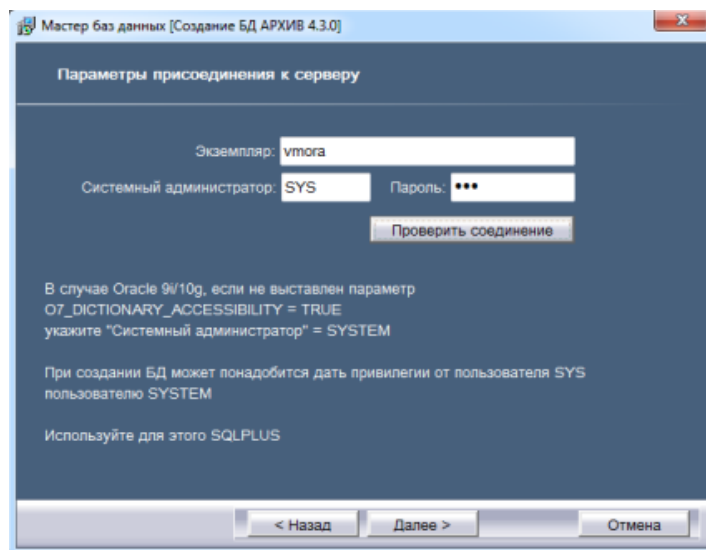 Мастер баз данных [Создание БД АРХИВ 4.3.0]
Параметры присоединения к серверу
Экземпляр: vmora
Системный администратор: SYS Пароль: •••
Проверить соединение
В случае Oracle 9i/10g, если не выставлен параметр
O7_DICTIONARY_ACCESSIBILITY = TRUE
укажите "Системный администратор" = SYSTEM
При создании БД может понадобится дать привилегии от пользователя SYS
пользователю SYSTEM
Используйте для этого SQLPLUS
< Назад Далее > Отмена